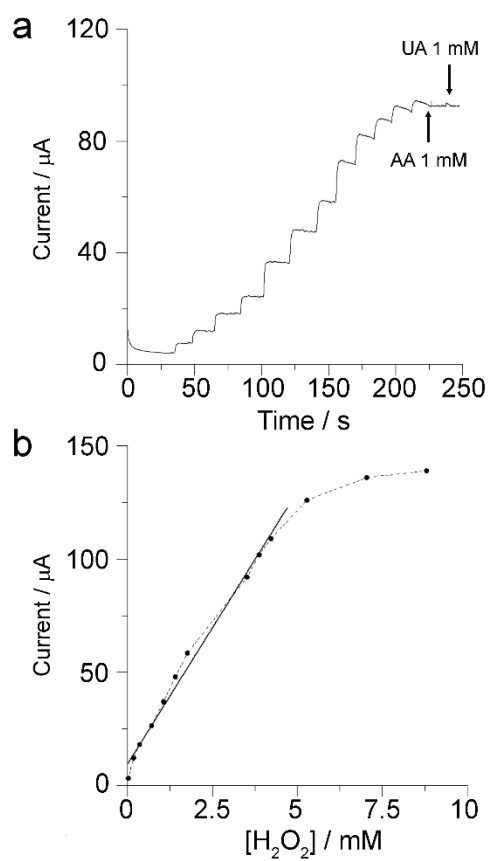 a
120
80
40
0
Current / μA
UA 1 mM
AA 1 mM
0 50 100 150 200 250
Time / s
b
150
100
50
0
Current / μA
0 2.5 5 7.5 10
[H₂O₂] / mM